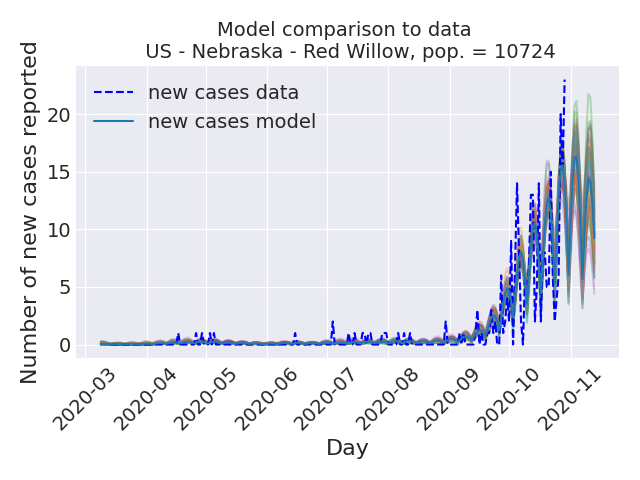 Model comparison to data
US - Nebraska - Red Willow, pop. = 10724
Number of new cases reported
new cases data
new cases model
20
15
10
5
0
2020-03
2020-04
2020-05
2020-06
2020-07
2020-08
2020-09
2020-10
2020-11
Day